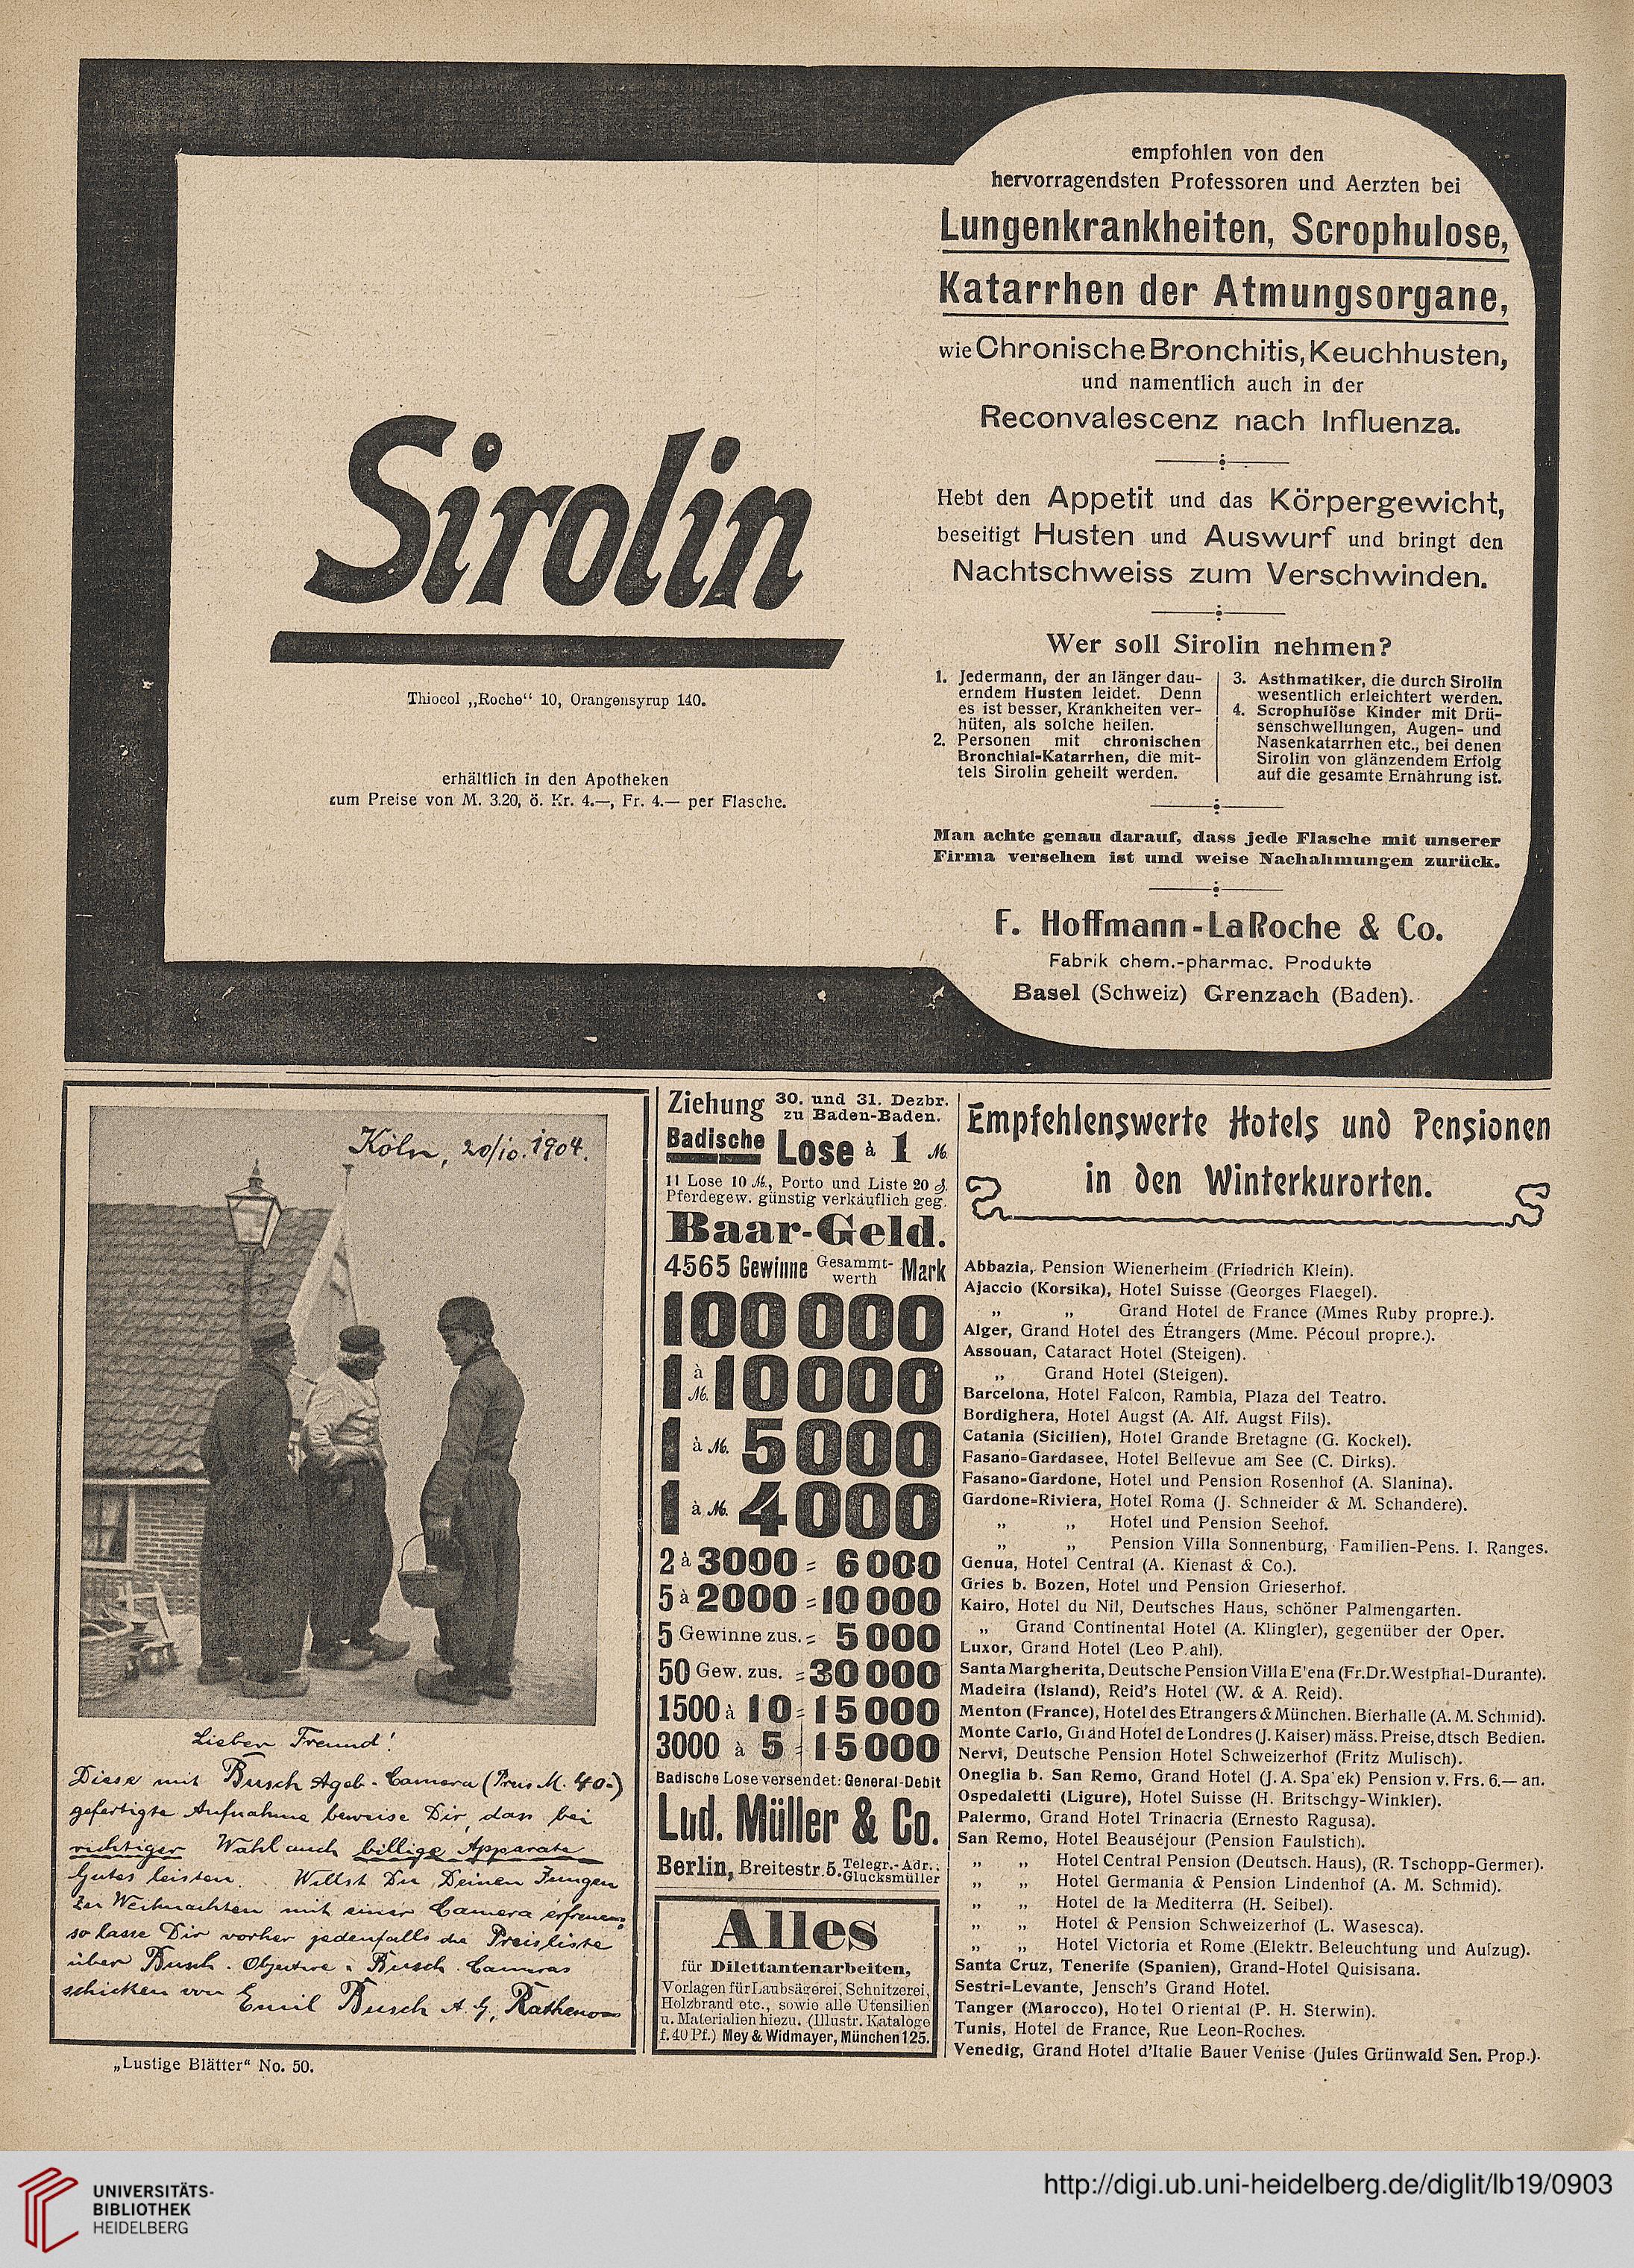 Sirolin
Thiocol „Roche“ 10, Orangensyrup 140.
erhältlich in den Apotheken
zum Preise von M. 3.20, ö. Kr. 4.—, Fr. 4.— per Flasche.
empfohlen von den
hervorragendsten Professoren und Aerzten bei
Lungenkrankheiten, Scrophulose,
Katarrhen der Atmungsorgane,
wie Chronische Bronchitis, Keuchhusten,
und namentlich auch in der
Reconvalescenz nach Influenza.
Hebt den Appetit und das Körpergewicht,
beseitigt Husten und Auswurf und bringt den
Nachtschweiss zum Verschwinden.
Wer soll Sirolin nehmen?
1. Jedermann, der an länger dau-
erndem Husten leidet. Denn
es ist besser, Krankheiten ver-
hüten, als solche heilen.
2. Personen mit chronischen
Bronchial-Katarrhen, die mit-
tels Sirolin geheilt werden.
3. Asthmatiker, die durch Sirolin
wesentlich erleichtert werden.
4. Scrophulöse Kinder mit Drü-
senschwellungen, Augen- und
Nasenkatarrhen etc., bei denen
Sirolin von glänzendem Erfolg
auf die gesamte Ernährung ist.
Man achte genau darauf, dass jede Flasche mit unserer
Firma versehen ist und weise Nachahmungen zurück.
F. Hoffmann-LaRoche & Co.
Fabrik chem.-pharmac. Produkte
Basel (Schweiz) Grenzach (Baden).
Köln, 20/10. 1904.
Lieber Freund!
Diese mit Busch Ageb-Camera (Preis M. 40.-)
gefertigte Aufnahme beweise Dir, dass bei
richtiger Wahl auch billige Apparate
Gutes leisten. Willst Du Deinen Jungen
zu Weihnachten mit einer Camera erfreuen,
so lasse Dir vorher jedenfalls die Preisliste
über Busch-Objective u. Busch-Cameras
schicken von Emil Busch A. G., Rathenow
„Lustige Blätter“ No. 50.
Ziehung 30. und 31. Dezbr.
zu Baden-Baden.
Badische Lose à 1 M.
11 Lose 10 M., Porto und Liste 20 ₰.
Pferdegew. günstig verkäuflich geg.
Baar-Geld.
4565 Gewinne Gesammt-werth Mark
100 000
1 à M. 10 000
1 à M. 5000
1 à M. 4000
2 à 3000 = 6 000
5 à 2000 = 10 000
5 Gewinne zus. = 5 000
50 Gew. zus. = 30 000
1500 à 10 = 15 000
3000 à 5 = 15 000
Badische Lose versendet: General-Debit
Lud. Müller & Co.
Berlin, Breitestr. 5. Telegr.-Adr.: Glücksmüller
Alles
für Dilettantenarbeiten,
Vorlagen für Laubsägerei, Schnitzerei,
Holzbrand etc., sowie alle Utensilien
u. Materialien hiezu. (Illustr. Kataloge
f. 40 Pf.) Mey & Widmayer, München 125.
Empfehlenswerte Hotels und Pensionen
in den Winterkurorten.
Abbazia, Pension Wienerheim (Friedrich Klein).
Ajaccio (Korsika), Hotel Suisse (Georges Flaegel).
„ „ Grand Hotel de France (Mmes Ruby propre.).
Alger, Grand Hotel des Étrangers (Mme. Pécoul propre.).
Assouan, Cataract Hotel (Steigen).
„ Grand Hotel (Steigen).
Barcelona, Hotel Falcon, Rambla, Plaza del Teatro.
Bordighera, Hotel Augst (A. Alf. Augst Fils).
Catania (Sicilien), Hotel Grande Bretagne (G. Kockel).
Fasano-Gardasee, Hotel Bellevue am See (C. Dirks).
Fasano-Gardone, Hotel und Pension Rosenhof (A. Slanina).
Gardone-Riviera, Hotel Roma (J. Schneider & M. Schandere).
„ „ Hotel und Pension Seehof.
„ „ Pension Villa Sonnenburg, Familien-Pens. I. Ranges.
Genua, Hotel Central (A. Kienast & Co.).
Gries b. Bozen, Hotel und Pension Grieserhof.
Kairo, Hotel du Nil, Deutsches Haus, schöner Palmengarten.
„ Grand Continental Hotel (A. Klingler), gegenüber der Oper.
Luxor, Grand Hotel (Leo P ahl).
Santa Margherita, Deutsche Pension Villa E'ena (Fr. Dr. Westphal-Durante).
Madeira (Island), Reid's Hotel (W. & A. Reid).
Menton (France), Hotel des Etrangers & München. Bierhalle (A. M. Schmid).
Monte Carlo, Grand Hotel de Londres (J. Kaiser) mäss. Preise, dtsch Bedien.
Nervi, Deutsche Pension Hotel Schweizerhof (Fritz Mulisch).
Oneglia b. San Remo, Grand Hotel (J. A. Spa'ek) Pension v. Frs. 6.— an.
Ospedaletti (Ligure), Hotel Suisse (H. Britschgy-Winkler).
Palermo, Grand Hotel Trinacria (Ernesto Ragusa).
San Remo, Hotel Beauséjour (Pension Faulstich).
„ „ Hotel Central Pension (Deutsch. Haus), (R. Tschopp-Germer).
„ „ Hotel Germania & Pension Lindenhof (A. M. Schmid).
„ „ Hotel de la Mediterra (H. Seibel).
„ „ Hotel & Pension Schweizerhof (L. Wasesca).
„ „ Hotel Victoria et Rome (Elektr. Beleuchtung und Aufzug).
Santa Cruz, Tenerife (Spanien), Grand-Hotel Quisisana.
Sestri-Levante, Jensch's Grand Hotel.
Tanger (Marocco), Hotel Oriental (P. H. Sterwin).
Tunis, Hotel de France, Rue Leon-Roches.
Venedig, Grand Hotel d'Italie Bauer Venise (Jules Grünwald Sen. Prop.).
UNIVERSITÄTS-
BIBLIOTHEK
HEIDELBERG
http://digi.ub.uni-heidelberg.de/diglit/lb19/0903